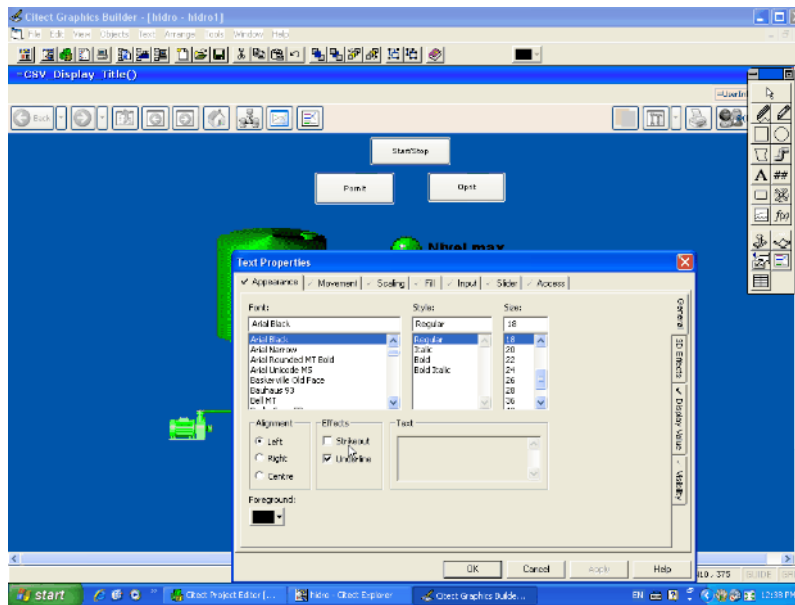 Citect Graphics Builder - [hidro - hidro1]
File Edit View Objects Text Arrange Tools Window Help
-CSV_Display_Title()
Back
Start/Stop
Pornit
Oprit
Nivel max
Text Properties
Appearance Movement Scaling Fill Input Slider Access
Font: Style: Size:
Arial Black Regular 18
Arial Black Regular 18
Arial Narrow Italic 20
Arial Rounded MT Bold Bold 22
Arial Unicode MS Bold Italic 24
Baskerville Old Face 26
Bauhaus 93 28
Bell MT 36
General
3D Effects
Display Value
Visibility
Alignment Effects Text
Left Strikeout
Right Underline
Centre
Foreground:
OK Cancel Apply Help
start Citect Project Editor [... hidro - Citect Explorer Citect Graphics Builde... EN 12:38 PM